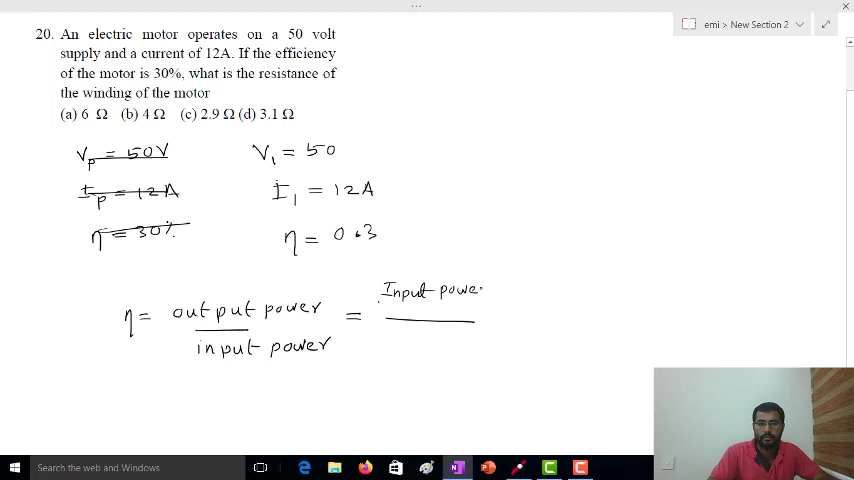 emi > New Section 2
20. An electric motor operates on a 50 volt
supply and a current of 12A. If the efficiency
of the motor is 30%, what is the resistance of
the winding of the motor
(a) 6 Ω (b) 4 Ω (c) 2.9 Ω (d) 3.1 Ω
Vp = 50V V1 = 50
Ip = 12A I1 = 12A
η = 30% η = 0.3
Input powe
η = output power =
input power
Search the web and Windows